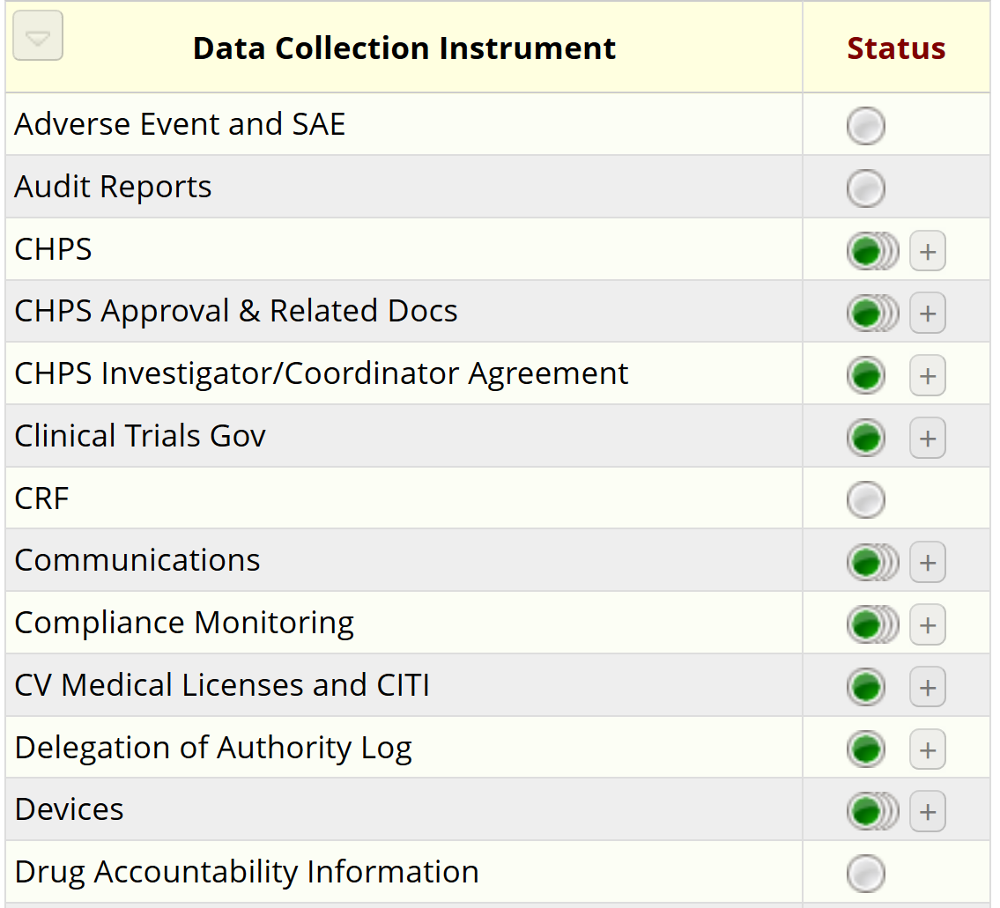 Data Collection Instrument Status
Adverse Event and SAE
Audit Reports
CHPS +
CHPS Approval & Related Docs +
CHPS Investigator/Coordinator Agreement +
Clinical Trials Gov +
CRF
Communications +
Compliance Monitoring +
CV Medical Licenses and CITI +
Delegation of Authority Log +
Devices +
Drug Accountability Information